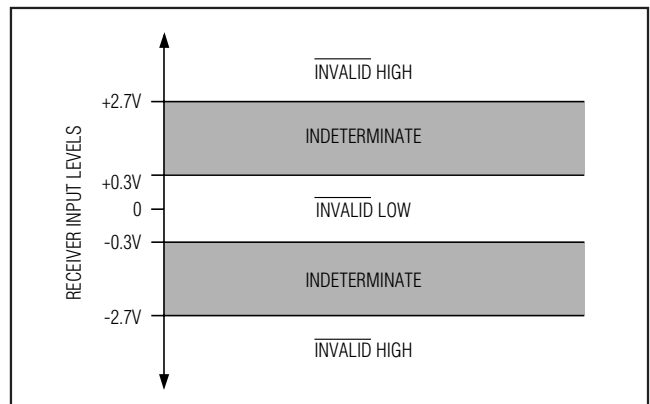 INVALID HIGH
+2.7V
INDETERMINATE
+0.3V
0
INVALID LOW
-0.3V
INDETERMINATE
-2.7V
INVALID HIGH
RECEIVER INPUT LEVELS